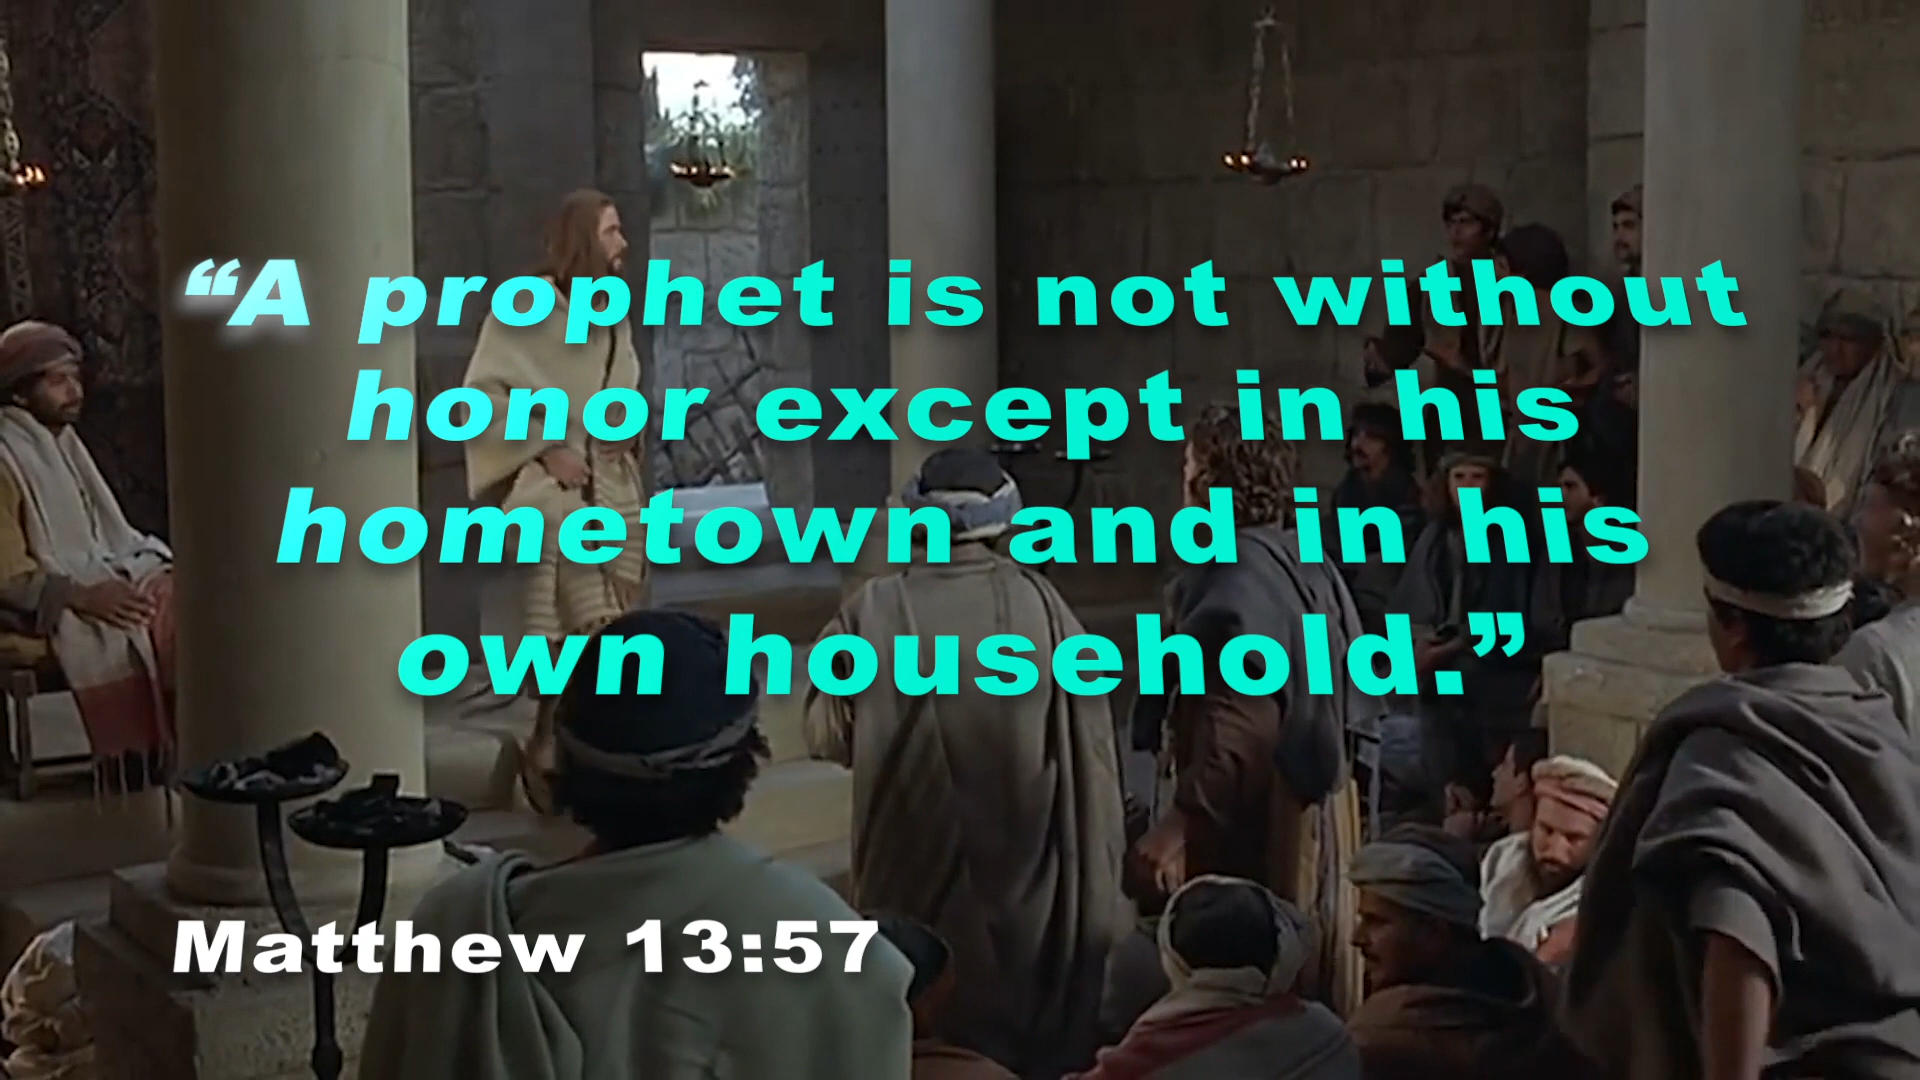 “A prophet is not without
honor except in his
hometown and in his
own household.”
Matthew 13:57